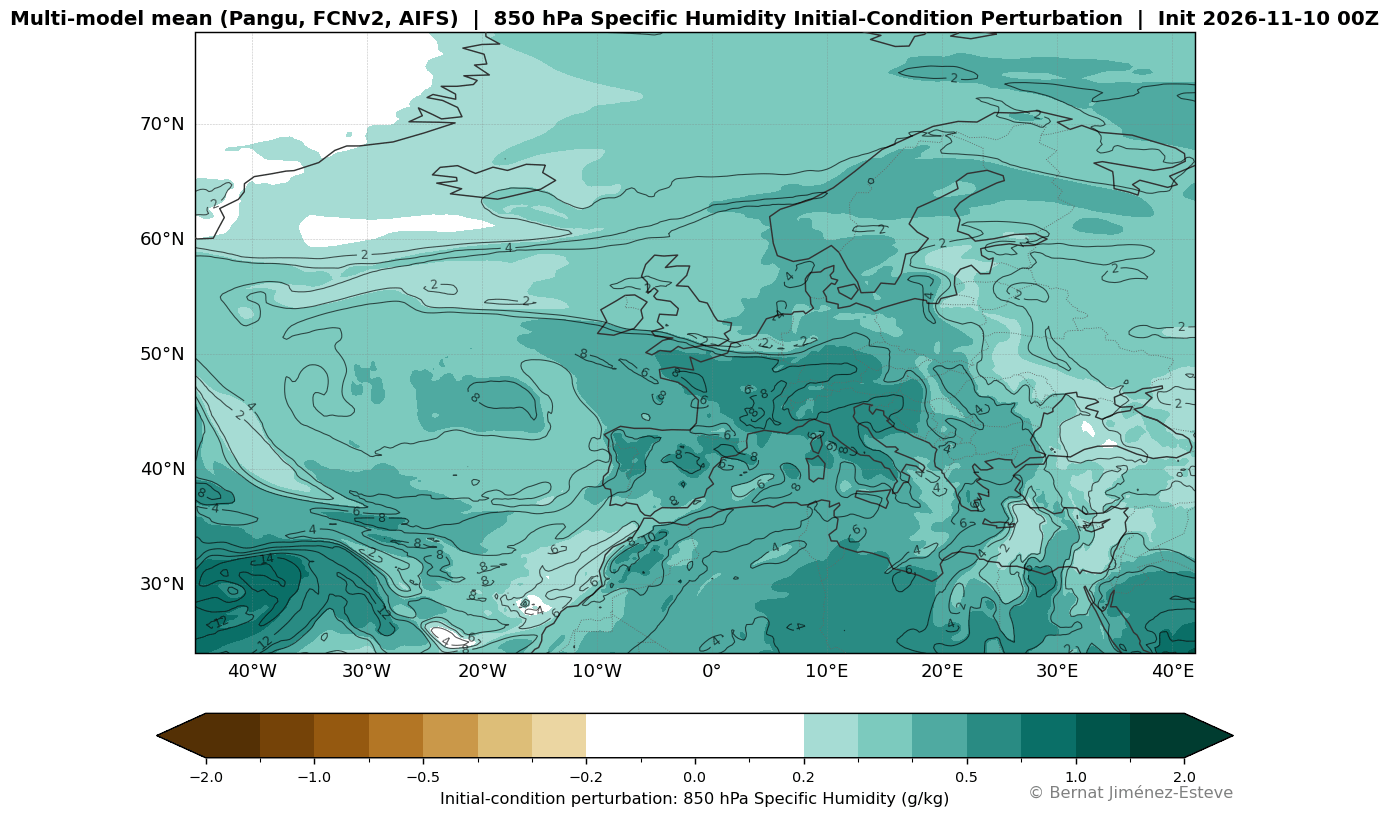 Multi-model mean (Pangu, FCNv2, AIFS) | 850 hPa Specific Humidity Initial-Condition Perturbation | Init 2026-11-10 00Z
70°N
60°N
50°N
40°N
30°N
40°W 30°W 20°W 10°W 0° 10°E 20°E 30°E 40°E
−2.0 −1.0 −0.5 −0.2 0.0 0.2 0.5 1.0 2.0
Initial-condition perturbation: 850 hPa Specific Humidity (g/kg)
© Bernat Jiménez-Esteve